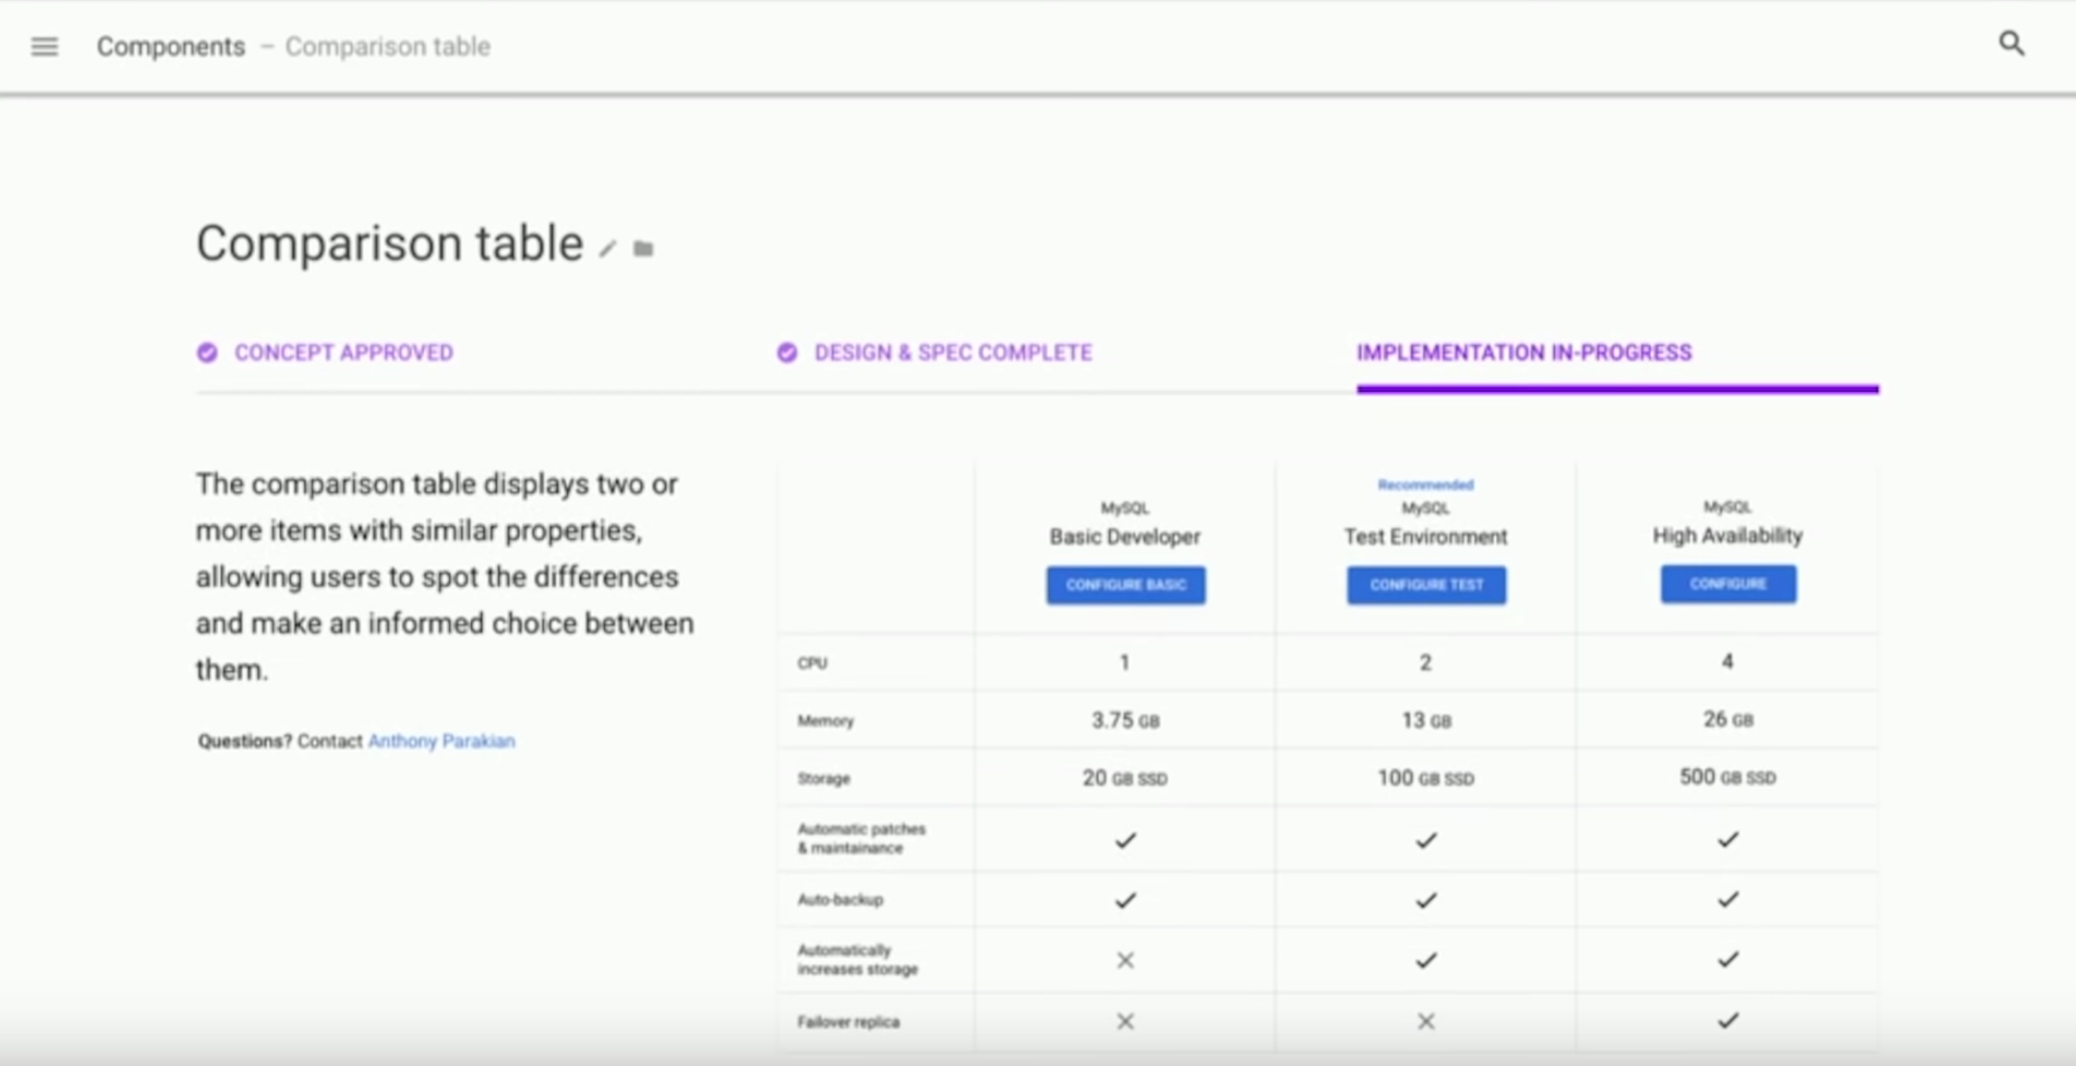 Components – Comparison table
Comparison table
CONCEPT APPROVED
DESIGN & SPEC COMPLETE
IMPLEMENTATION IN-PROGRESS
The comparison table displays two or
more items with similar properties,
allowing users to spot the differences
and make an informed choice between
them.
Questions? Contact Anthony Parakian
MySQL
Basic Developer
CONFIGURE BASIC
Recommended
MySQL
Test Environment
CONFIGURE TEST
MySQL
High Availability
CONFIGURE
CPU 1 2 4
Memory 3.75 GB 13 GB 26 GB
Storage 20 GB SSD 100 GB SSD 500 GB SSD
Automatic patches
& maintainance
Auto-backup
Automatically
increases storage
Failover replica